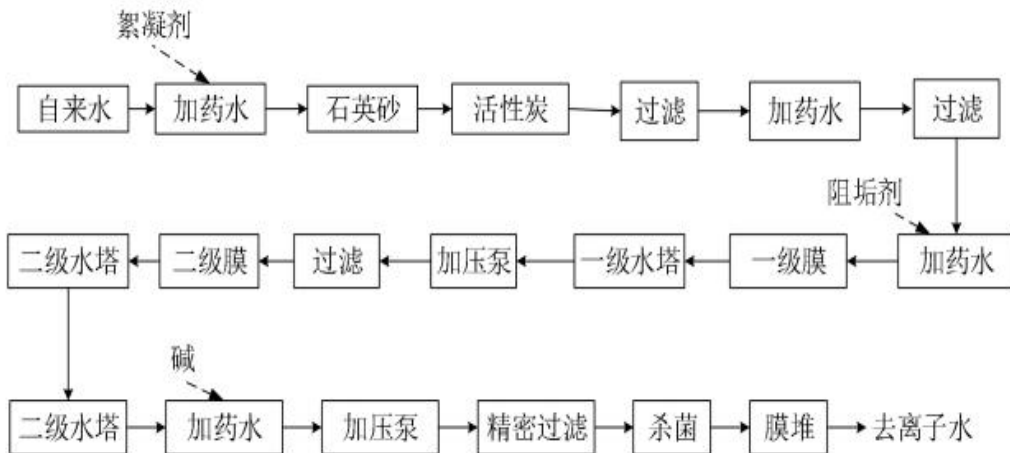 絮凝剂
自来水 加药水 石英砂 活性炭 过滤 加药水 过滤
阻垢剂
二级水塔 二级膜 过滤 加压泵 一级水塔 一级膜 加药水
碱
二级水塔 加药水 加压泵 精密过滤 杀菌 膜堆 去离子水